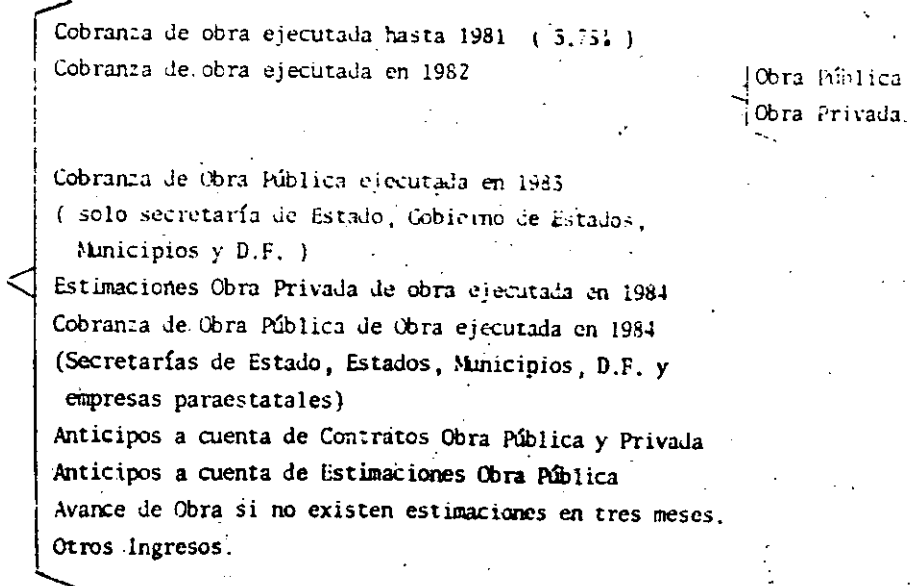 Cobranza de obra ejecutada hasta 1981 ( 3.75% )
Cobranza de obra ejecutada en 1982
Obra Pública
Obra Privada.
Cobranza de Obra Pública ejecutada en 1983
( solo secretaría de Estado, Gobierno de Estados,
Municipios y D.F. )
Estimaciones Obra Privada de obra ejecutada en 1984
Cobranza de Obra Pública de Obra ejecutada en 1984
(Secretarías de Estado, Estados, Municipios, D.F. y
empresas paraestatales)
Anticipos a cuenta de Contratos Obra Pública y Privada
Anticipos a cuenta de Estimaciones Obra Pública
Avance de Obra si no existen estimaciones en tres meses.
Otros Ingresos.